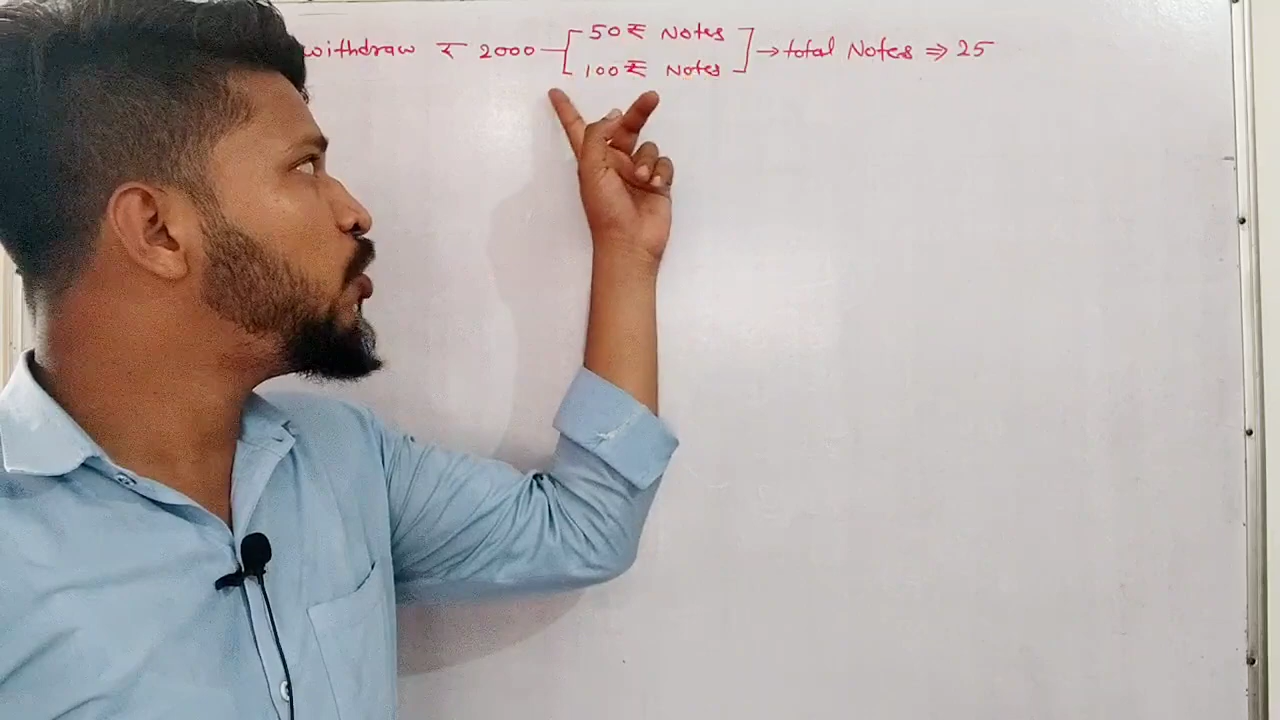 withdraw ₹ 2000 50 ₹ Notes → total Notes ⇒ 25
100 ₹ Notes